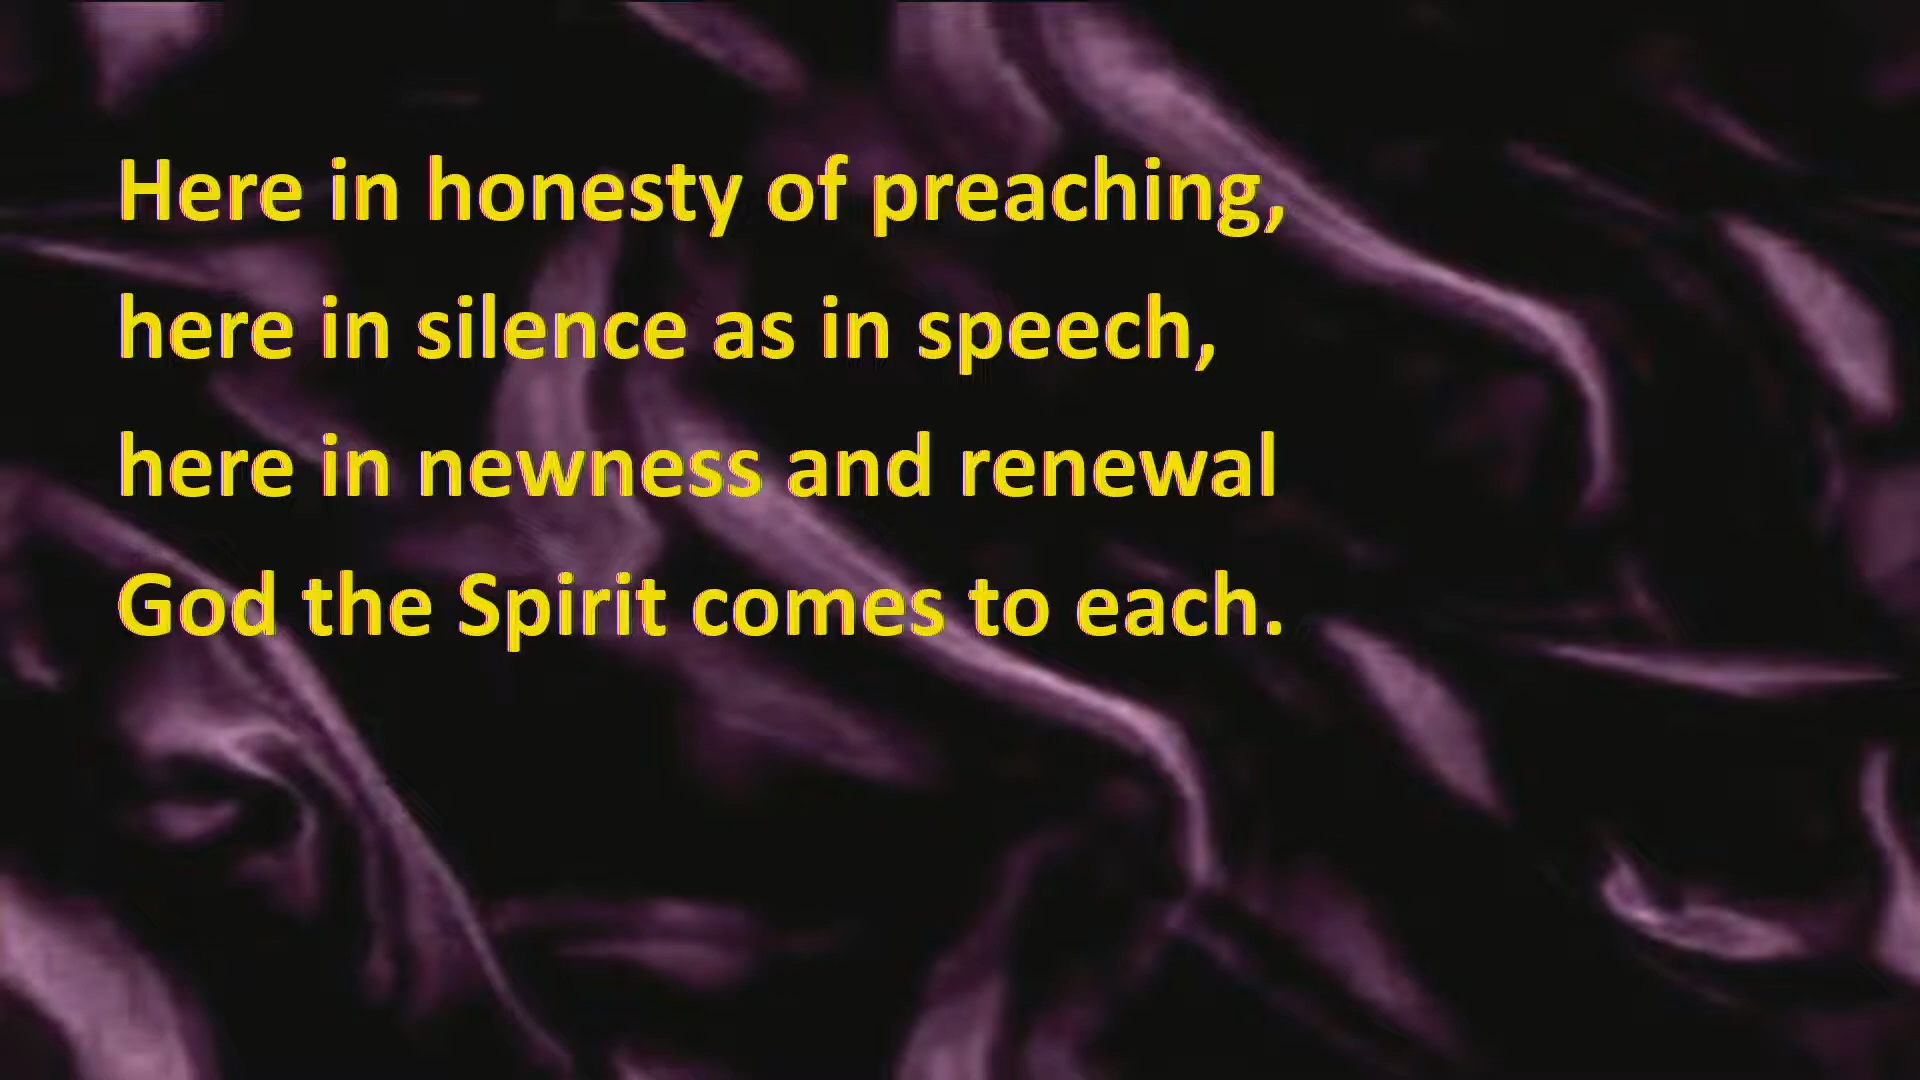 Here in honesty of preaching,
here in silence as in speech,
here in newness and renewal
God the Spirit comes to each.